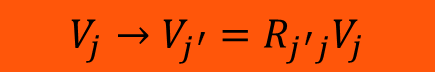 V_j → V_{j′} = R_{j′j}V_j